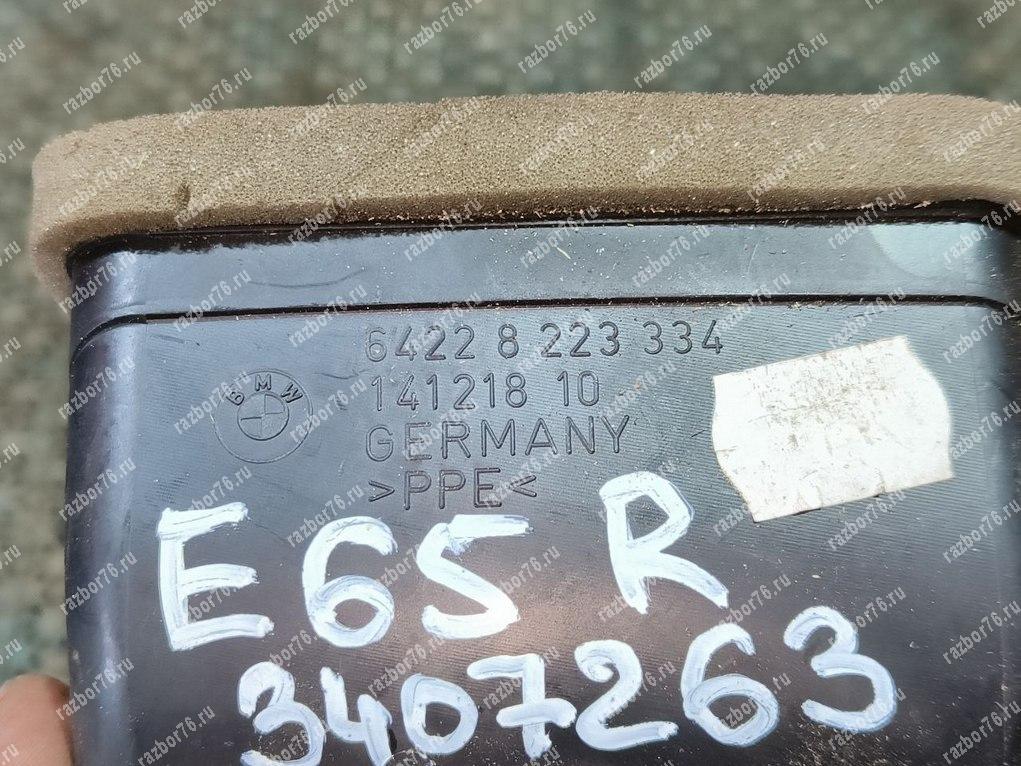 6422 8 223 334
141218 10
BMW
GERMANY
>PPE<
E65 R
3407263
razbor76.ru